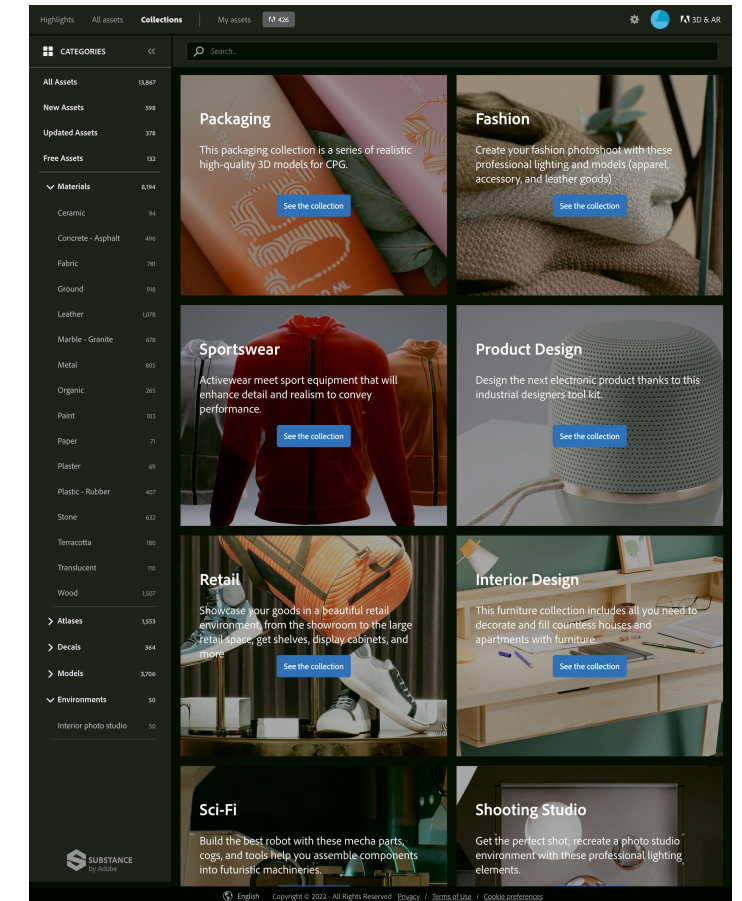 Highlights All assets Collections My assets 426 3D & AR
CATEGORIES
Search...
All Assets 13,867
New Assets 598
Updated Assets 378
Free Assets 132
Materials 8,194
Ceramic 94
Concrete - Asphalt 496
Fabric 781
Ground 918
Leather 1,078
Marble - Granite 678
Metal 805
Organic 265
Paint 103
Paper 71
Plaster 69
Plastic - Rubber 407
Stone 632
Terracotta 180
Translucent 110
Wood 1,507
Atlases 1,553
Decals 364
Models 3,706
Environments 50
Interior photo studio 50
SUBSTANCE
by Adobe
Packaging
This packaging collection is a series of realistic
high-quality 3D models for CPG.
See the collection
Fashion
Create your fashion photoshoot with these
professional lighting and models (apparel,
accessory, and leather goods)
See the collection
Sportswear
Activewear meet sport equipment that will
enhance detail and realism to convey
performance.
See the collection
Product Design
Design the next electronic product thanks to this
industrial designers tool kit.
See the collection
Retail
Showcase your goods in a beautiful retail
environment, from the showroom to the large
retail space, get shelves, display cabinets, and
more
See the collection
Interior Design
This furniture collection includes all you need to
decorate and fill countless houses and
apartments with furniture.
See the collection
Sci-Fi
Build the best robot with these mecha parts,
cogs, and tools help you assemble components
into futuristic machineries.
Shooting Studio
Get the perfect shot; recreate a photo studio
environment with these professional lighting
elements.
English Copyright © 2022 - All Rights Reserved Privacy / Terms of Use / Cookie preferences